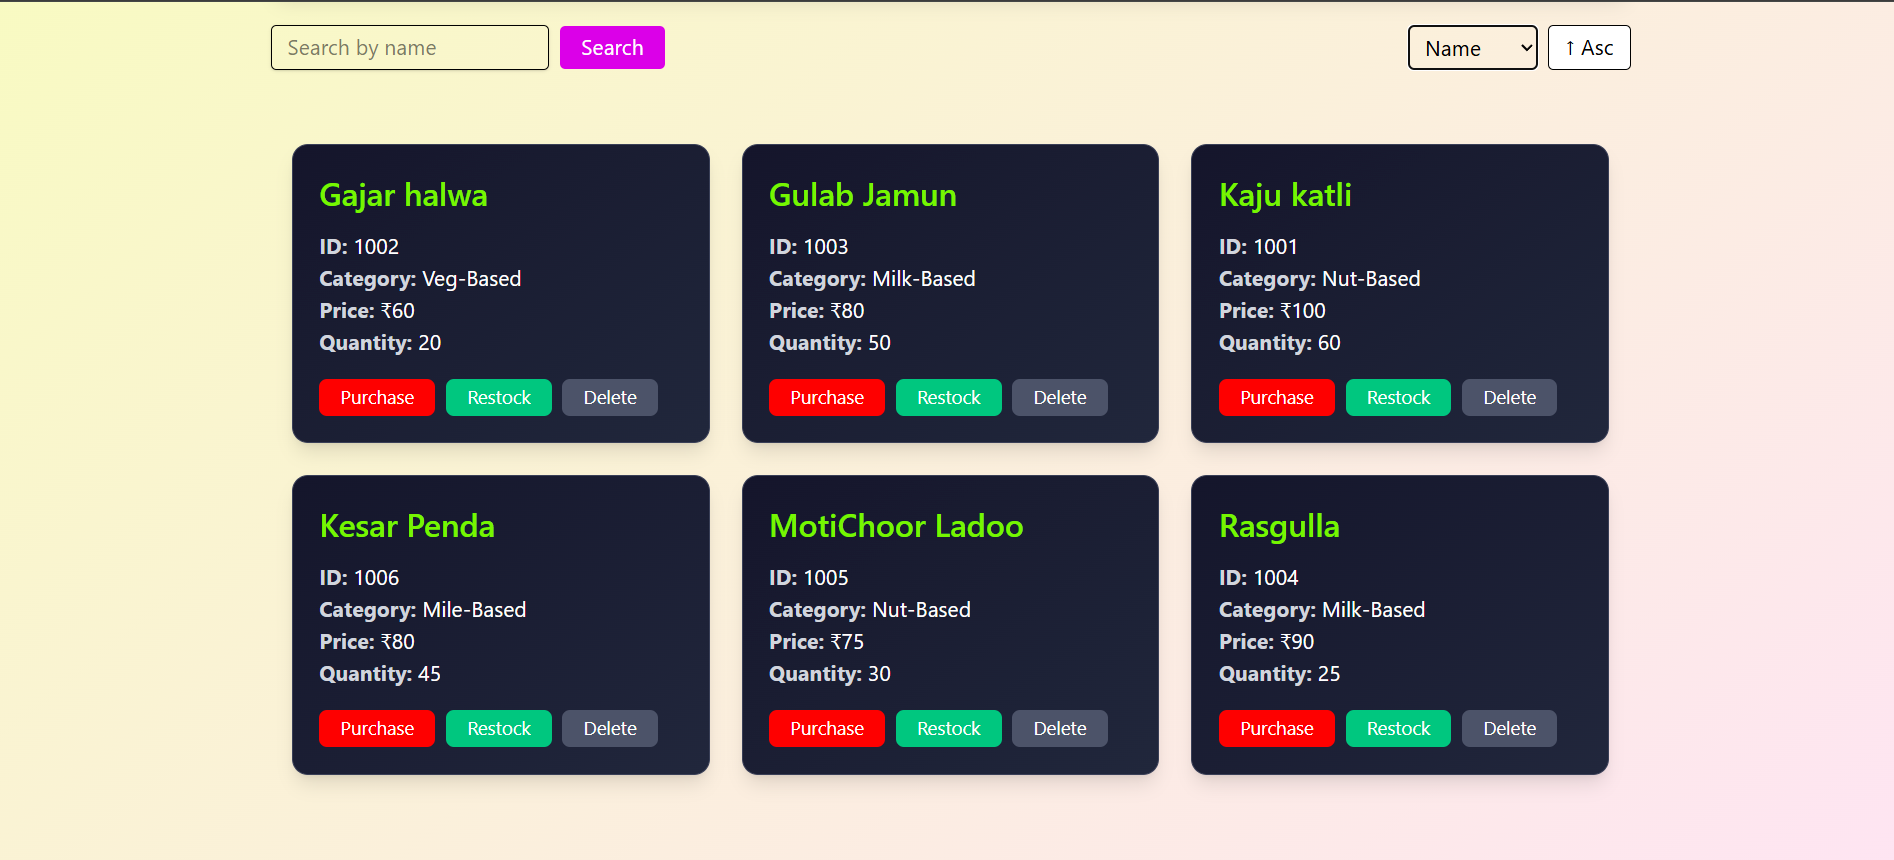 Search by name
Search
Name
↑ Asc
Gajar halwa
ID: 1002
Category: Veg-Based
Price: ₹60
Quantity: 20
Purchase
Restock
Delete
Gulab Jamun
ID: 1003
Category: Milk-Based
Price: ₹80
Quantity: 50
Purchase
Restock
Delete
Kaju katli
ID: 1001
Category: Nut-Based
Price: ₹100
Quantity: 60
Purchase
Restock
Delete
Kesar Penda
ID: 1006
Category: Mile-Based
Price: ₹80
Quantity: 45
Purchase
Restock
Delete
MotiChoor Ladoo
ID: 1005
Category: Nut-Based
Price: ₹75
Quantity: 30
Purchase
Restock
Delete
Rasgulla
ID: 1004
Category: Milk-Based
Price: ₹90
Quantity: 25
Purchase
Restock
Delete